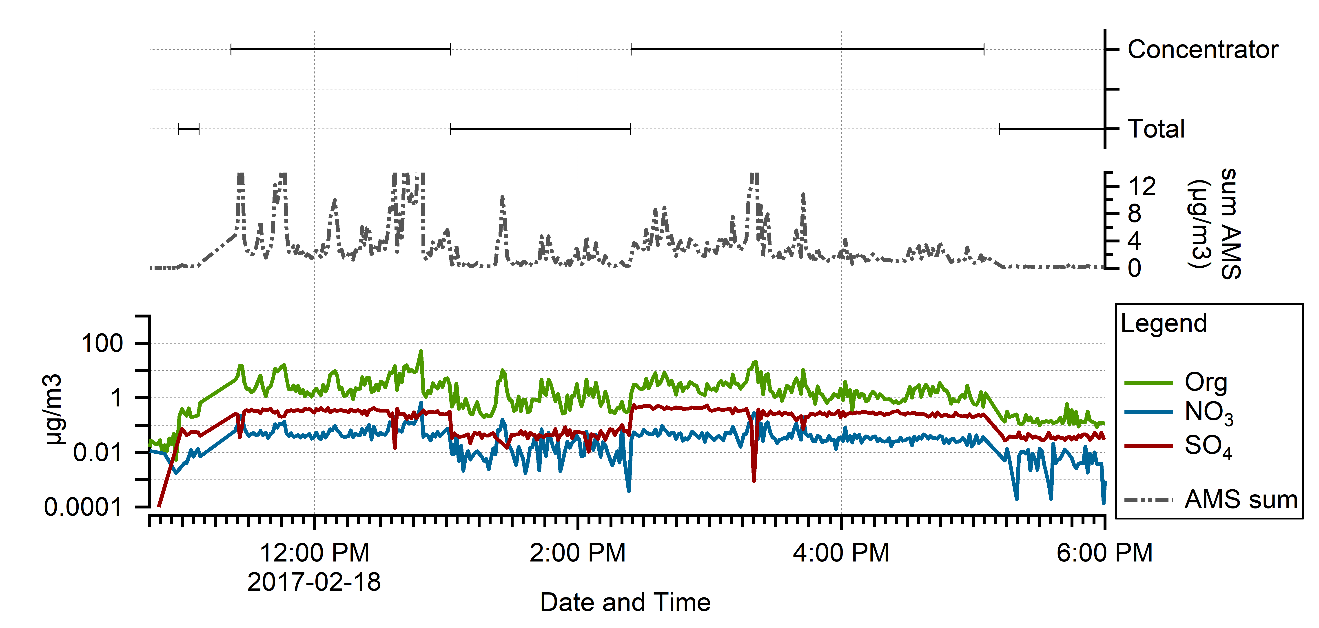 Concentrator
Total
12
8
4
0
sum AMS
(µg/m3)
100
1
0.01
0.0001
µg/m3
Legend
Org
NO3
SO4
AMS sum
12:00 PM
2:00 PM
4:00 PM
6:00 PM
2017-02-18
Date and Time